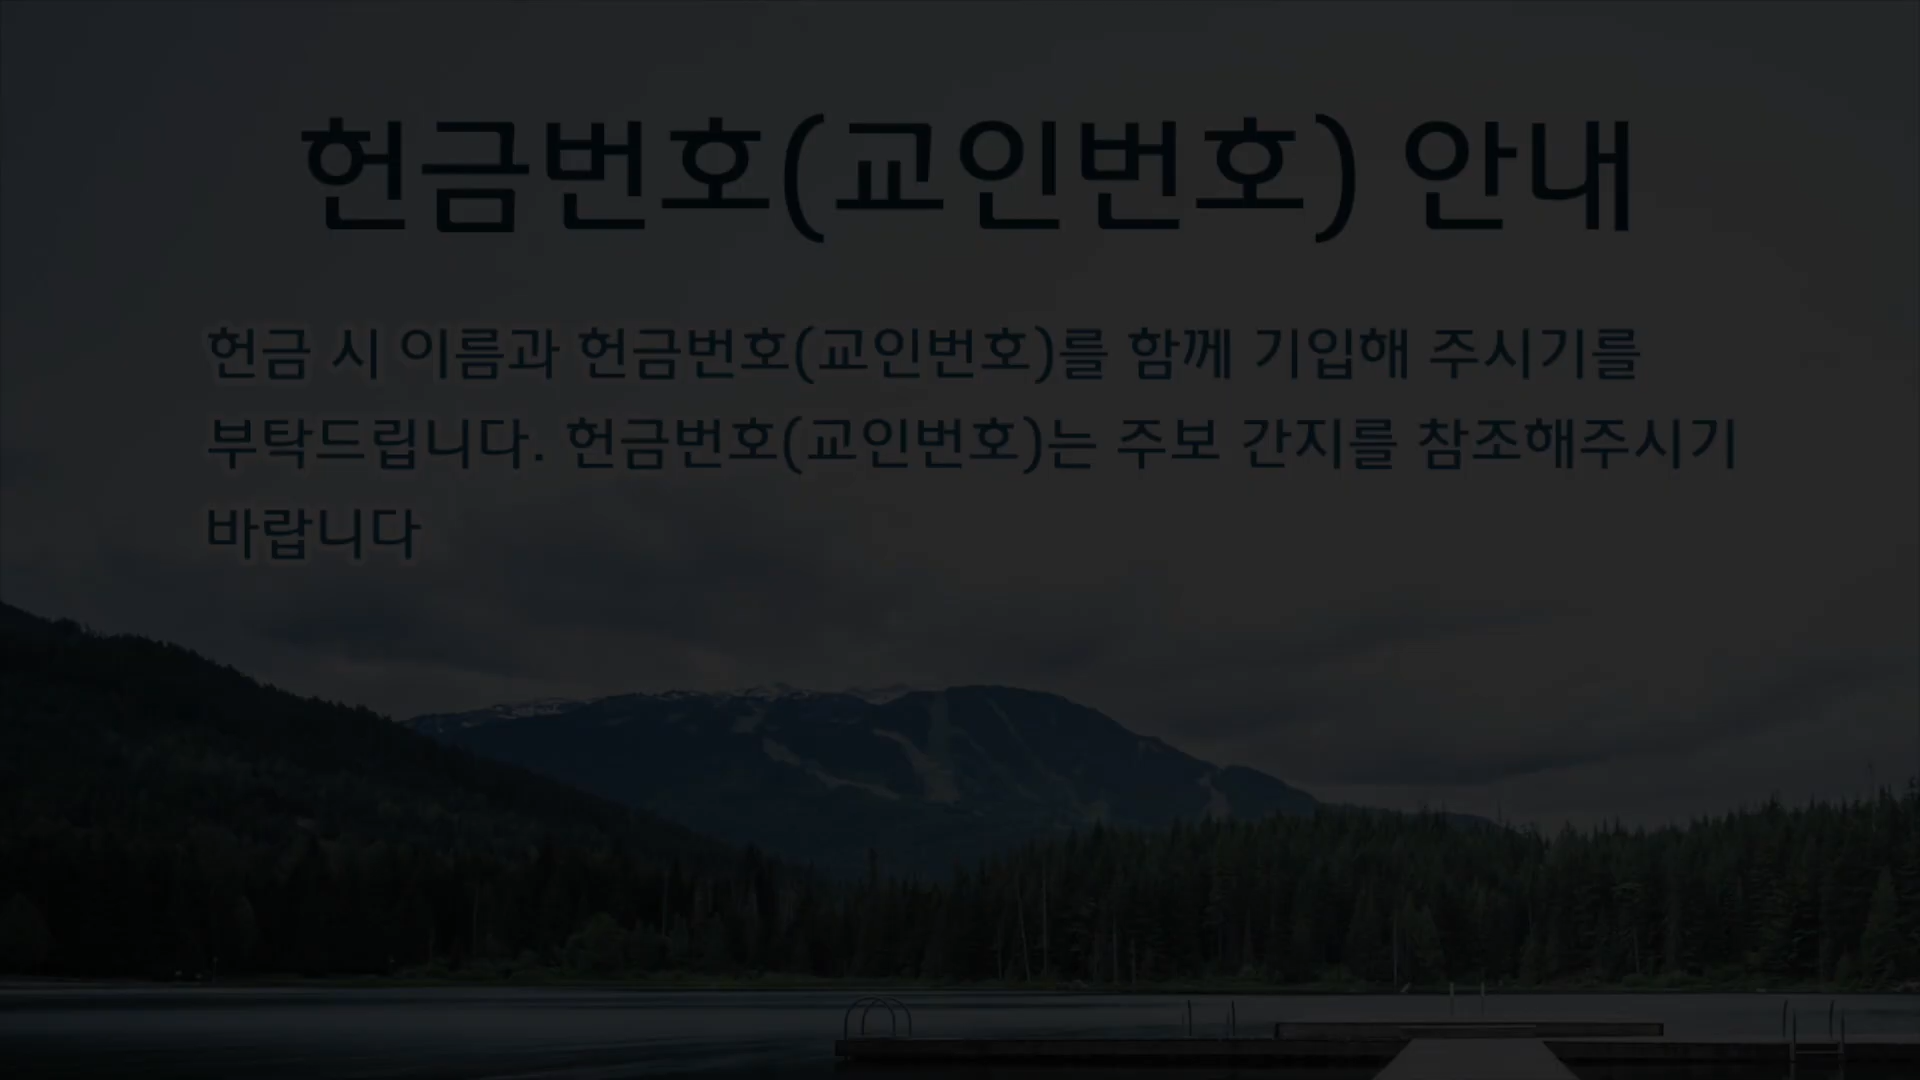 헌금번호(교인번호) 안내
헌금 시 이름과 헌금번호(교인번호)를 함께 기입해 주시기를
부탁드립니다. 헌금번호(교인번호)는 주보 간지를 참조해주시기
바랍니다